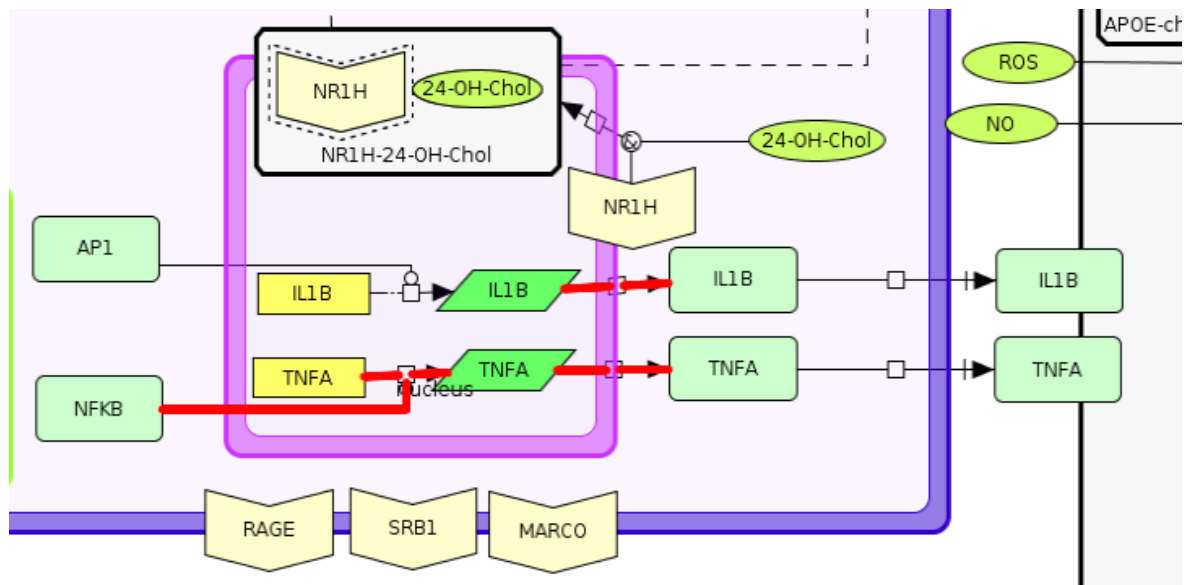 APOE-ch
ROS
NR1H
24-OH-Chol
NO
24-OH-Chol
NR1H-24-OH-Chol
NR1H
AP1
IL1B
IL1B
IL1B
IL1B
TNFA
TNFA
TNFA
TNFA
nucleus
NFKB
RAGE
SRB1
MARCO